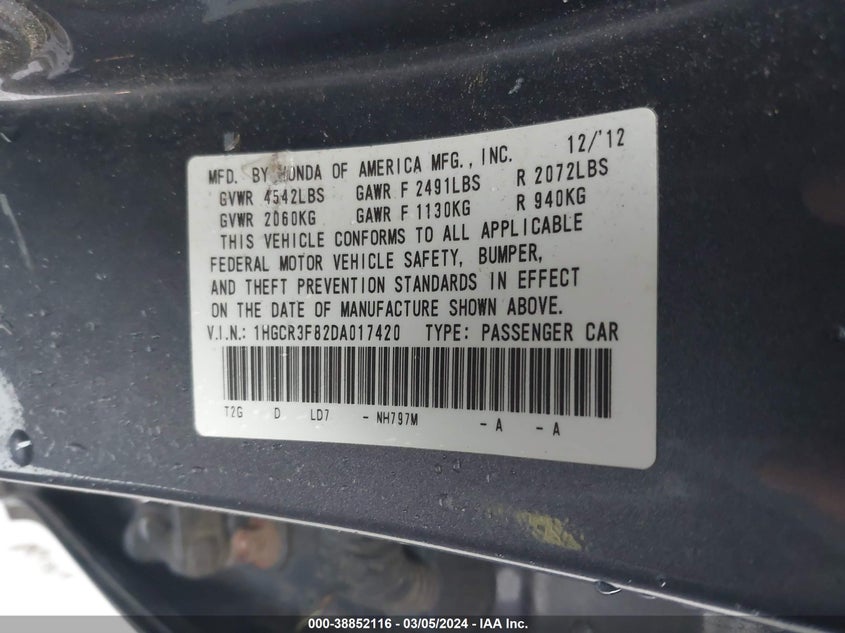 MFD. BY HONDA OF AMERICA MFG., INC. 12/'12
GVWR 4542LBS GAWR F 2491LBS R 2072LBS
GVWR 2060KG GAWR F 1130KG R 940KG
THIS VEHICLE CONFORMS TO ALL APPLICABLE
FEDERAL MOTOR VEHICLE SAFETY, BUMPER,
AND THEFT PREVENTION STANDARDS IN EFFECT
ON THE DATE OF MANUFACTURE SHOWN ABOVE.
V.I.N.: 1HGCR3F82DA017420 TYPE: PASSENGER CAR
T2G D LD7 - NH797M - A - A
000-38852116 - 03/05/2024 - IAA Inc.